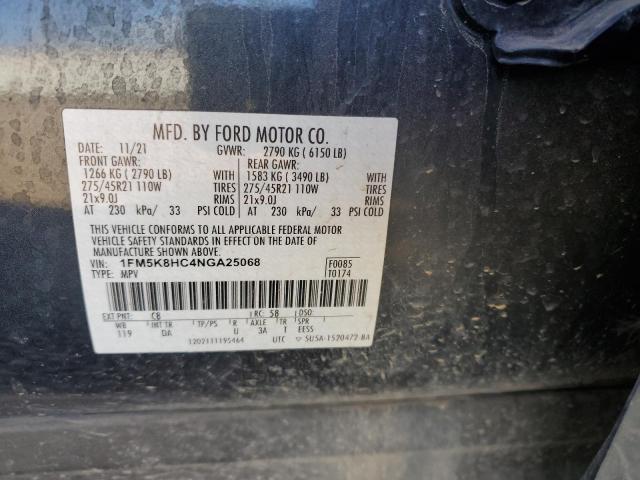 MFD. BY FORD MOTOR CO.
DATE: 11/21 GVWR: 2790 KG ( 6150 LB)
FRONT GAWR: REAR GAWR:
1266 KG ( 2790 LB) WITH 1583 KG ( 3490 LB) WITH
275/45R21 110W TIRES 275/45R21 110W TIRES
21x9.0J RIMS 21x9.0J RIMS
AT 230 kPa/ 33 PSI COLD AT 230 kPa/ 33 PSI COLD
THIS VEHICLE CONFORMS TO ALL APPLICABLE FEDERAL MOTOR
VEHICLE SAFETY STANDARDS IN EFFECT ON THE DATE OF
MANUFACTURE SHOWN ABOVE.
VIN: 1FM5K8HC4NGA25068 F0085
TYPE: MPV T0174
EXT PNT: C8 RC: 58 DSO:
WB INT TR TP/PS R AXLE TR SPR
119 DA U 3A T EESS
12021111195464 UTC SU5A-1520472-BA